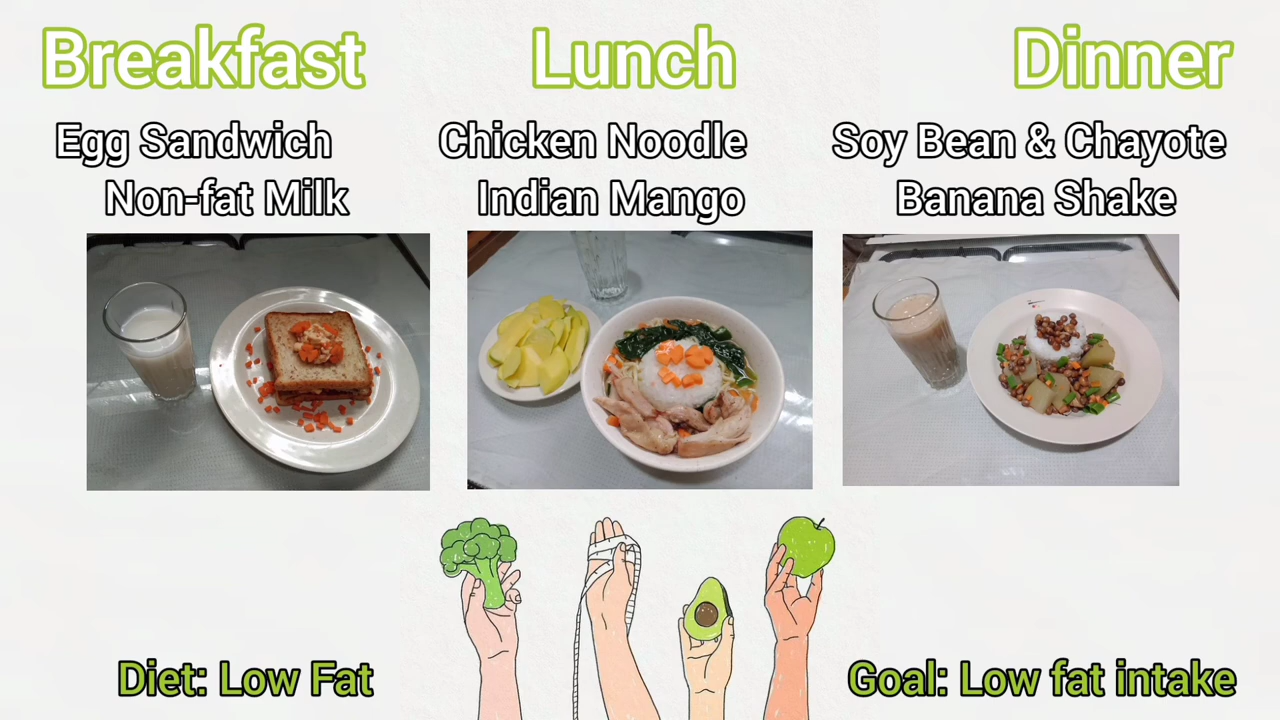 Breakfast
Lunch
Dinner
Egg Sandwich
Non-fat Milk
Chicken Noodle
Indian Mango
Soy Bean & Chayote
Banana Shake
Diet: Low Fat
Goal: Low fat intake